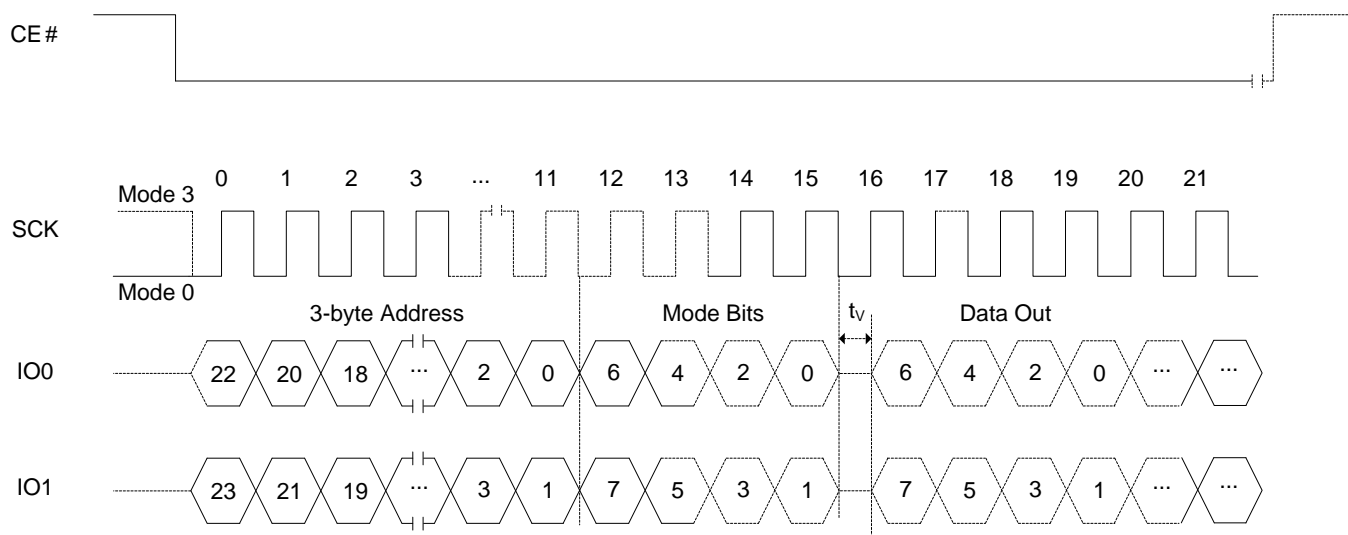 CE #
0 1 2 3 ... 11 12 13 14 15 16 17 18 19 20 21
Mode 3
SCK
Mode 0
3-byte Address Mode Bits tV Data Out
IO0 22 20 18 ... 2 0 6 4 2 0 6 4 2 0 ... ...
IO1 23 21 19 ... 3 1 7 5 3 1 7 5 3 1 ... ...